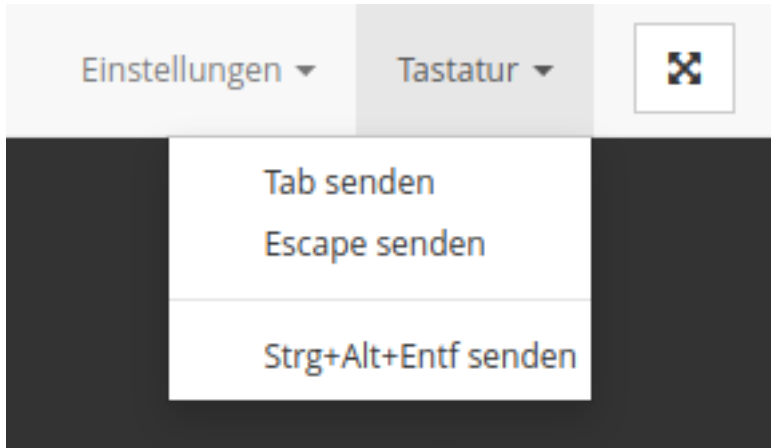 Einstellungen
Tastatur
Tab senden
Escape senden
Strg+Alt+Entf senden